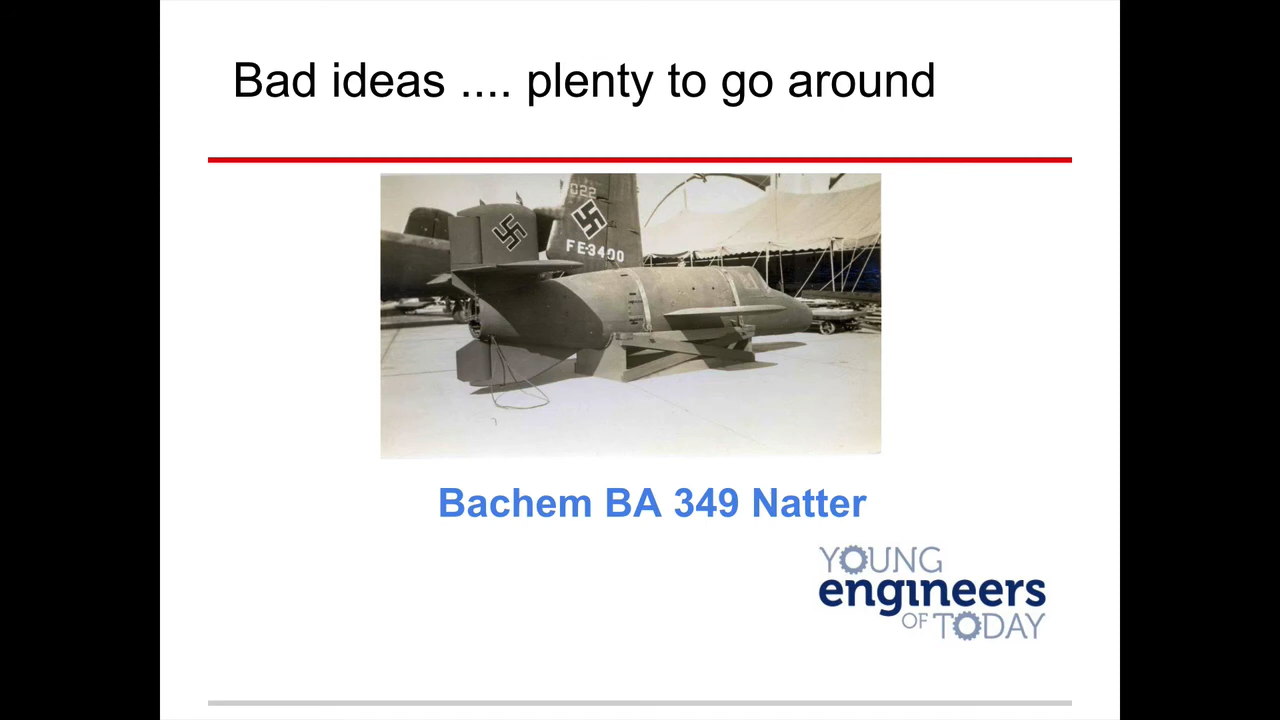 Bad ideas .... plenty to go around
022
FE-3400
Bachem BA 349 Natter
YOUNG
engineers
OF TODAY